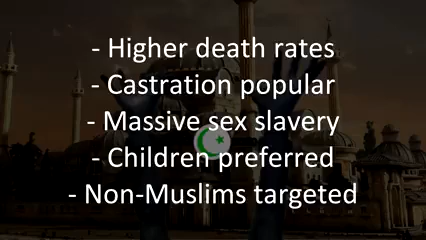 - Higher death rates
- Castration popular
- Massive sex slavery
- Children preferred
- Non-Muslims targeted